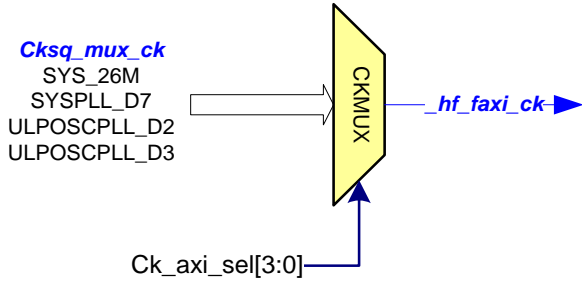 Cksq_mux_ck
SYS_26M
SYSPLL_D7
ULPOSCPLL_D2
ULPOSCPLL_D3
CKMUX
_hf_faxi_ck
Ck_axi_sel[3:0]